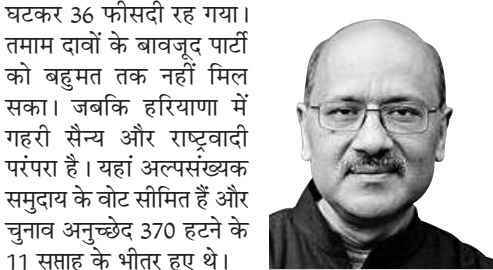 घटकर 36 फीसदी रह गया।
तमाम दावों के बावजूद पार्टी
को बहुमत तक नहीं मिल
सका। जबकि हरियाणा में
गहरी सैन्य और राष्ट्रवादी
परंपरा है। यहां अल्पसंख्यक
समुदाय के वोट सीमित हैं और
चुनाव अनुच्छेद 370 हटने के
11 सप्ताह के भीतर हुए थे।